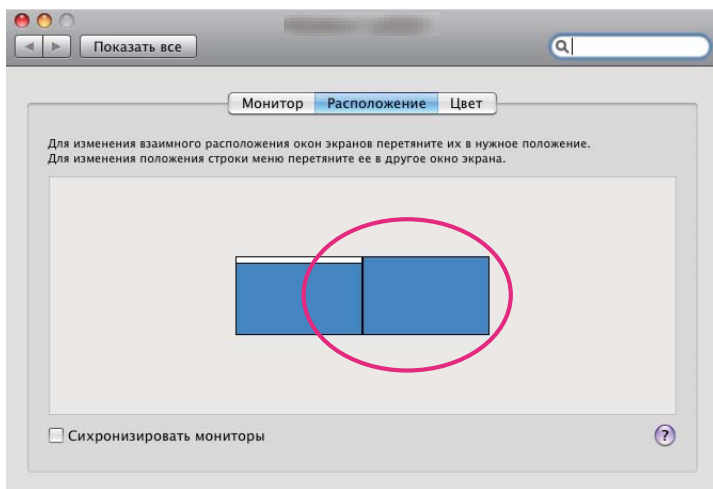 Показать все
Монитор Расположение Цвет
Для изменения взаимного расположения окон экранов перетяните их в нужное положение.
Для изменения положения строки меню перетяните ее в другое окно экрана.
Сихронизировать мониторы
?